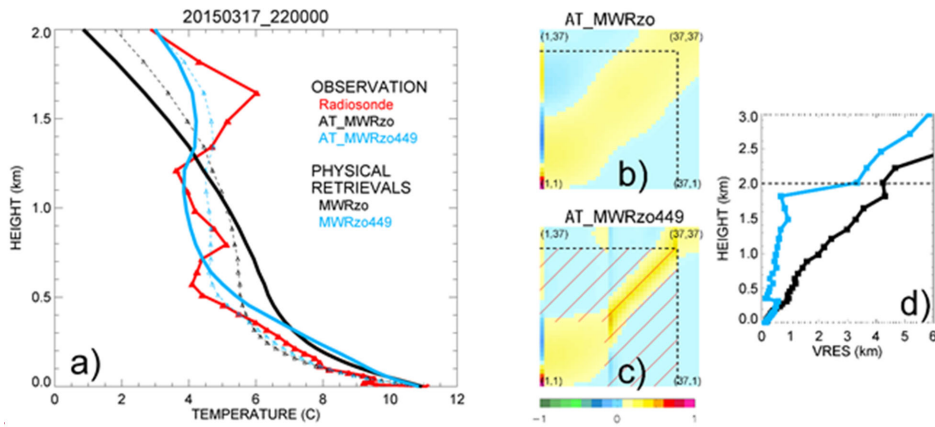 20150317_220000
2.0
1.5
1.0
0.5
0.0
HEIGHT (km)
0 2 4 6 8 10 12
TEMPERATURE (C)
OBSERVATION
Radiosonde
AT_MWRzo
AT_MWRzo449
PHYSICAL
RETRIEVALS
MWRzo
MWRzo449
a)
AT_MWRzo
(1,37) (37,37)
b)
1,1) (37,1)
AT_MWRzo449
(1,37) (37,37)
c)
1,1) (37,1)
-1 0 1
3.0
2.5
2.0
1.5
1.0
0.5
0.0
HEIGHT (km)
d)
0 1 2 3 4 5 6
VRES (km)